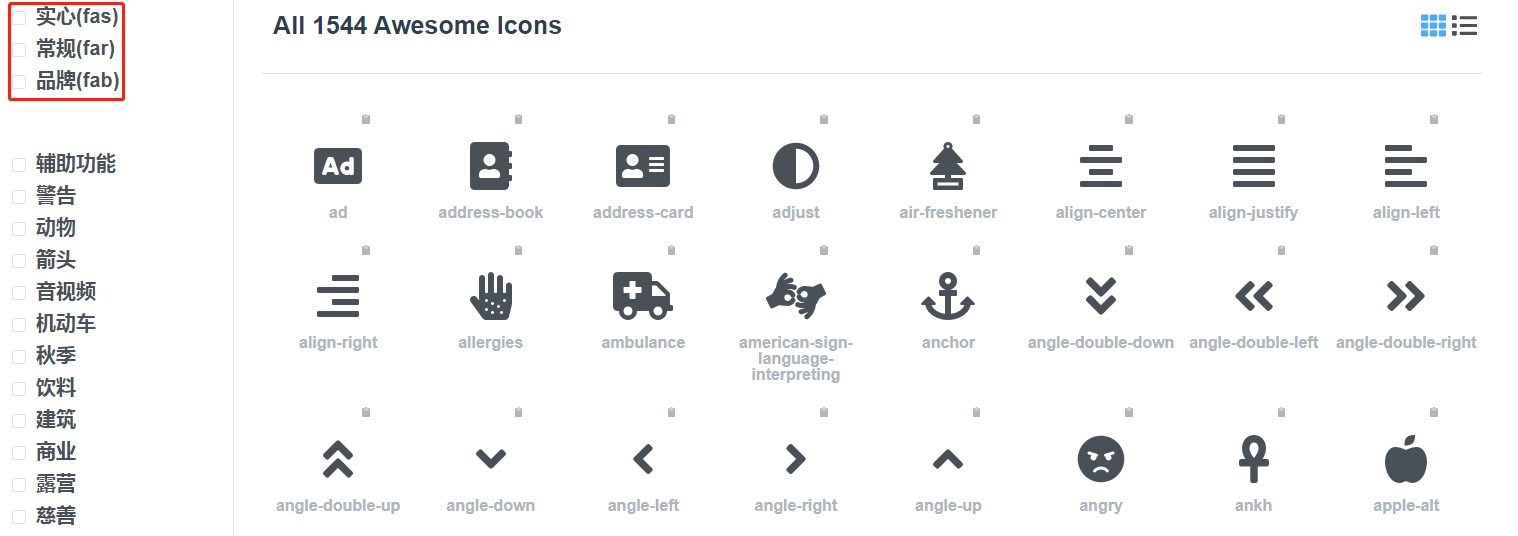 实心(fas)
常规(far)
品牌(fab)
辅助功能
警告
动物
箭头
音视频
机动车
秋季
饮料
建筑
商业
露营
慈善
All 1544 Awesome Icons
Ad
ad
address-book
address-card
adjust
air-freshener
align-center
align-justify
align-left
align-right
allergies
ambulance
american-sign-
language-
interpreting
anchor
angle-double-down
angle-double-left
angle-double-right
angle-double-up
angle-down
angle-left
angle-right
angle-up
angry
ankh
apple-alt